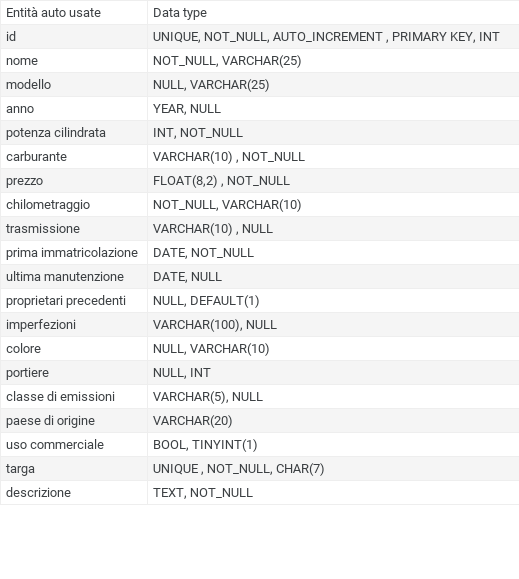 Entità auto usate Data type
id UNIQUE, NOT_NULL, AUTO_INCREMENT , PRIMARY KEY, INT
nome NOT_NULL, VARCHAR(25)
modello NULL, VARCHAR(25)
anno YEAR, NULL
potenza cilindrata INT, NOT_NULL
carburante VARCHAR(10) , NOT_NULL
prezzo FLOAT(8,2) , NOT_NULL
chilometraggio NOT_NULL, VARCHAR(10)
trasmissione VARCHAR(10) , NULL
prima immatricolazione DATE, NOT_NULL
ultima manutenzione DATE, NULL
proprietari precedenti NULL, DEFAULT(1)
imperfezioni VARCHAR(100), NULL
colore NULL, VARCHAR(10)
portiere NULL, INT
classe di emissioni VARCHAR(5), NULL
paese di origine VARCHAR(20)
uso commerciale BOOL, TINYINT(1)
targa UNIQUE , NOT_NULL, CHAR(7)
descrizione TEXT, NOT_NULL